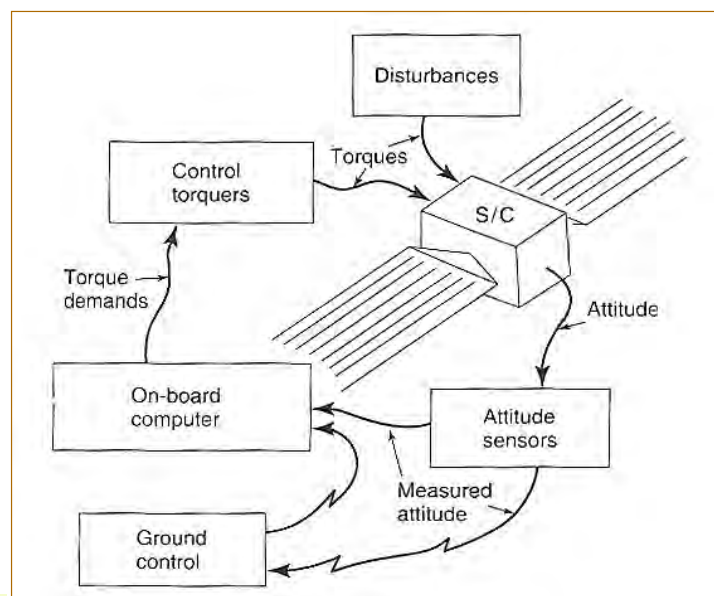 Disturbances
Control
torquers
Torques
S/C
Torque
demands
Attitude
On-board
computer
Attitude
sensors
Measured
attitude
Ground
control